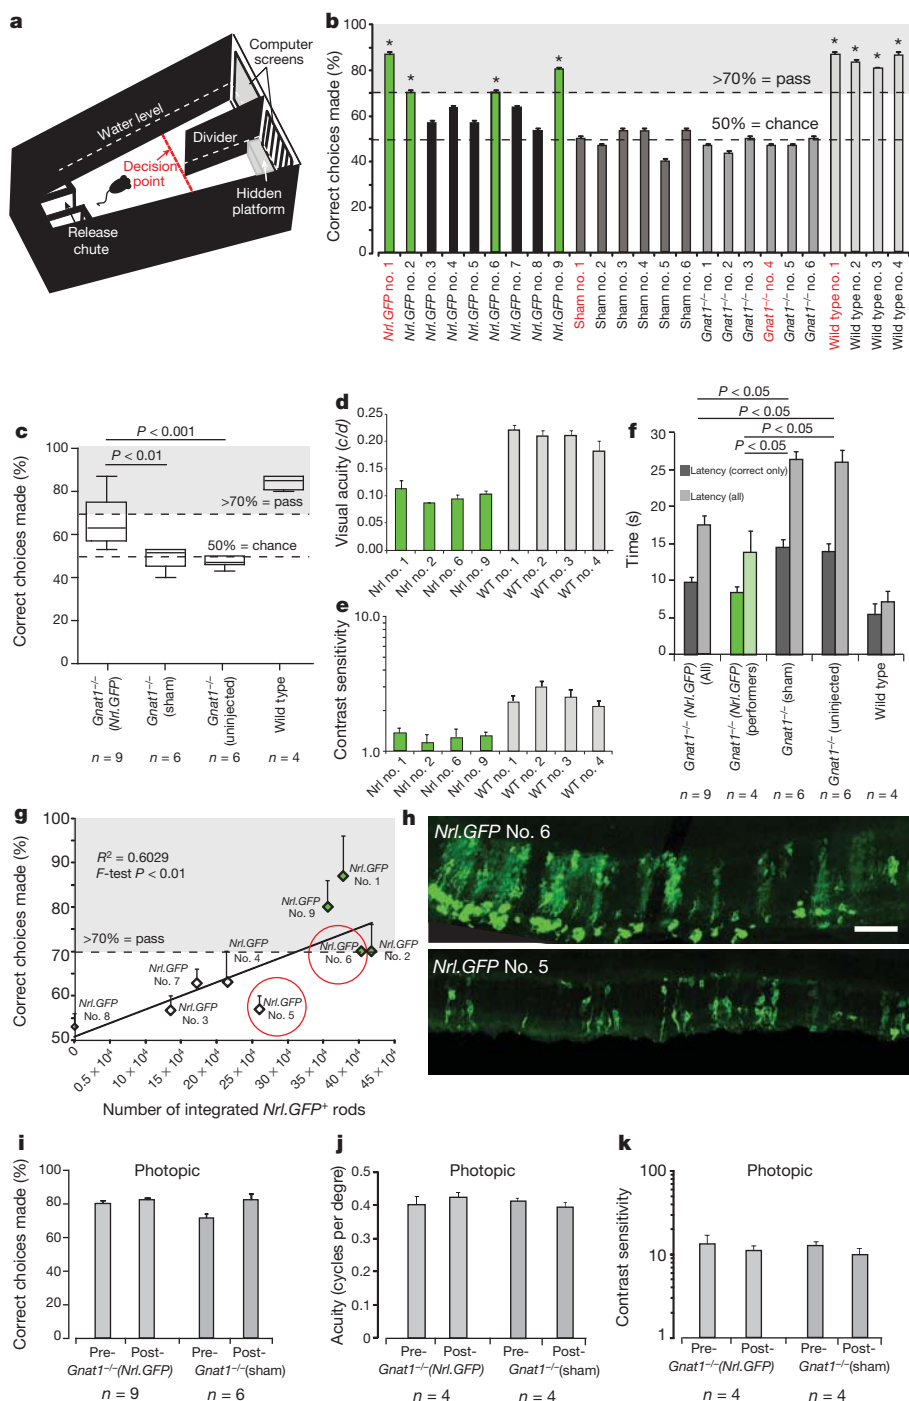 a
Computer
screens
Water level
Divider
Decision
point
Hidden
platform
Release
chute
b
Correct choices made (%)
100
80
60
40
20
0
>70% = pass
50% = chance
* * * * * * * *
Nrl.GFP no. 1
Nrl.GFP no. 2
Nrl.GFP no. 3
Nrl.GFP no. 4
Nrl.GFP no. 5
Nrl.GFP no. 6
Nrl.GFP no. 7
Nrl.GFP no. 8
Nrl.GFP no. 9
Sham no. 1
Sham no. 2
Sham no. 3
Sham no. 4
Sham no. 5
Sham no. 6
Gnat1–/– no. 1
Gnat1–/– no. 2
Gnat1–/– no. 3
Gnat1–/– no. 4
Gnat1–/– no. 5
Gnat1–/– no. 6
Wild type no. 1
Wild type no. 2
Wild type no. 3
Wild type no. 4
c
Correct choices made (%)
100
80
60
40
20
0
P < 0.001
P < 0.01
>70% = pass
50% = chance
Gnat1–/–
(Nrl.GFP)
Gnat1–/–
(sham)
Gnat1–/–
(uninjected)
Wild type
n = 9 n = 6 n = 6 n = 4
d
Visual acuity (c/d)
0.25
0.20
0.15
0.10
0.05
0.00
Nrl no. 1
Nrl no. 2
Nrl no. 6
Nrl no. 9
WT no. 1
WT no. 2
WT no. 3
WT no. 4
e
Contrast sensitivity
10.0
1.0
Nrl no. 1
Nrl no. 2
Nrl no. 6
Nrl no. 9
WT no. 1
WT no. 2
WT no. 3
WT no. 4
f
P < 0.05
P < 0.05
P < 0.05
P < 0.05
Time (s)
30
25
20
15
10
5
0
Latency (correct only)
Latency (all)
Gnat1–/– (Nrl.GFP)
(All)
Gnat1–/– (Nrl.GFP)
(performers)
Gnat1–/–
(sham)
Gnat1–/–
(uninjected)
Wild type
n = 9 n = 4 n = 6 n = 6 n = 4
g
Correct choices made (%)
100
90
80
70
60
50
R² = 0.6029
F-test P < 0.01
>70% = pass
Nrl.GFP
No. 1
Nrl.GFP
No. 9
Nrl.GFP
No. 6
Nrl.GFP
No. 2
Nrl.GFP
No. 4
Nrl.GFP
No. 7
Nrl.GFP
No. 5
Nrl.GFP
No. 3
Nrl.GFP
No. 8
0
0.5 × 10⁴
10 × 10⁴
15 × 10⁴
20 × 10⁴
25 × 10⁴
30 × 10⁴
35 × 10⁴
40 × 10⁴
45 × 10⁴
Number of integrated Nrl.GFP⁺ rods
h
Nrl.GFP No. 6
Nrl.GFP No. 5
i
Photopic
Correct choices made (%)
100
80
60
40
20
0
Pre- Post- Pre- Post-
Gnat1–/–(Nrl.GFP) Gnat1–/–(sham)
n = 9 n = 6
j
Photopic
Acuity (cycles per degre)
0.5
0.4
0.3
0.2
0.1
0
Pre- Post- Pre- Post-
Gnat1–/–(Nrl.GFP) Gnat1–/–(sham)
n = 4 n = 4
k
Photopic
Contrast sensitivity
100
10
1
Pre- Post- Pre- Post-
Gnat1–/–(Nrl.GFP) Gnat1–/–(sham)
n = 4 n = 4